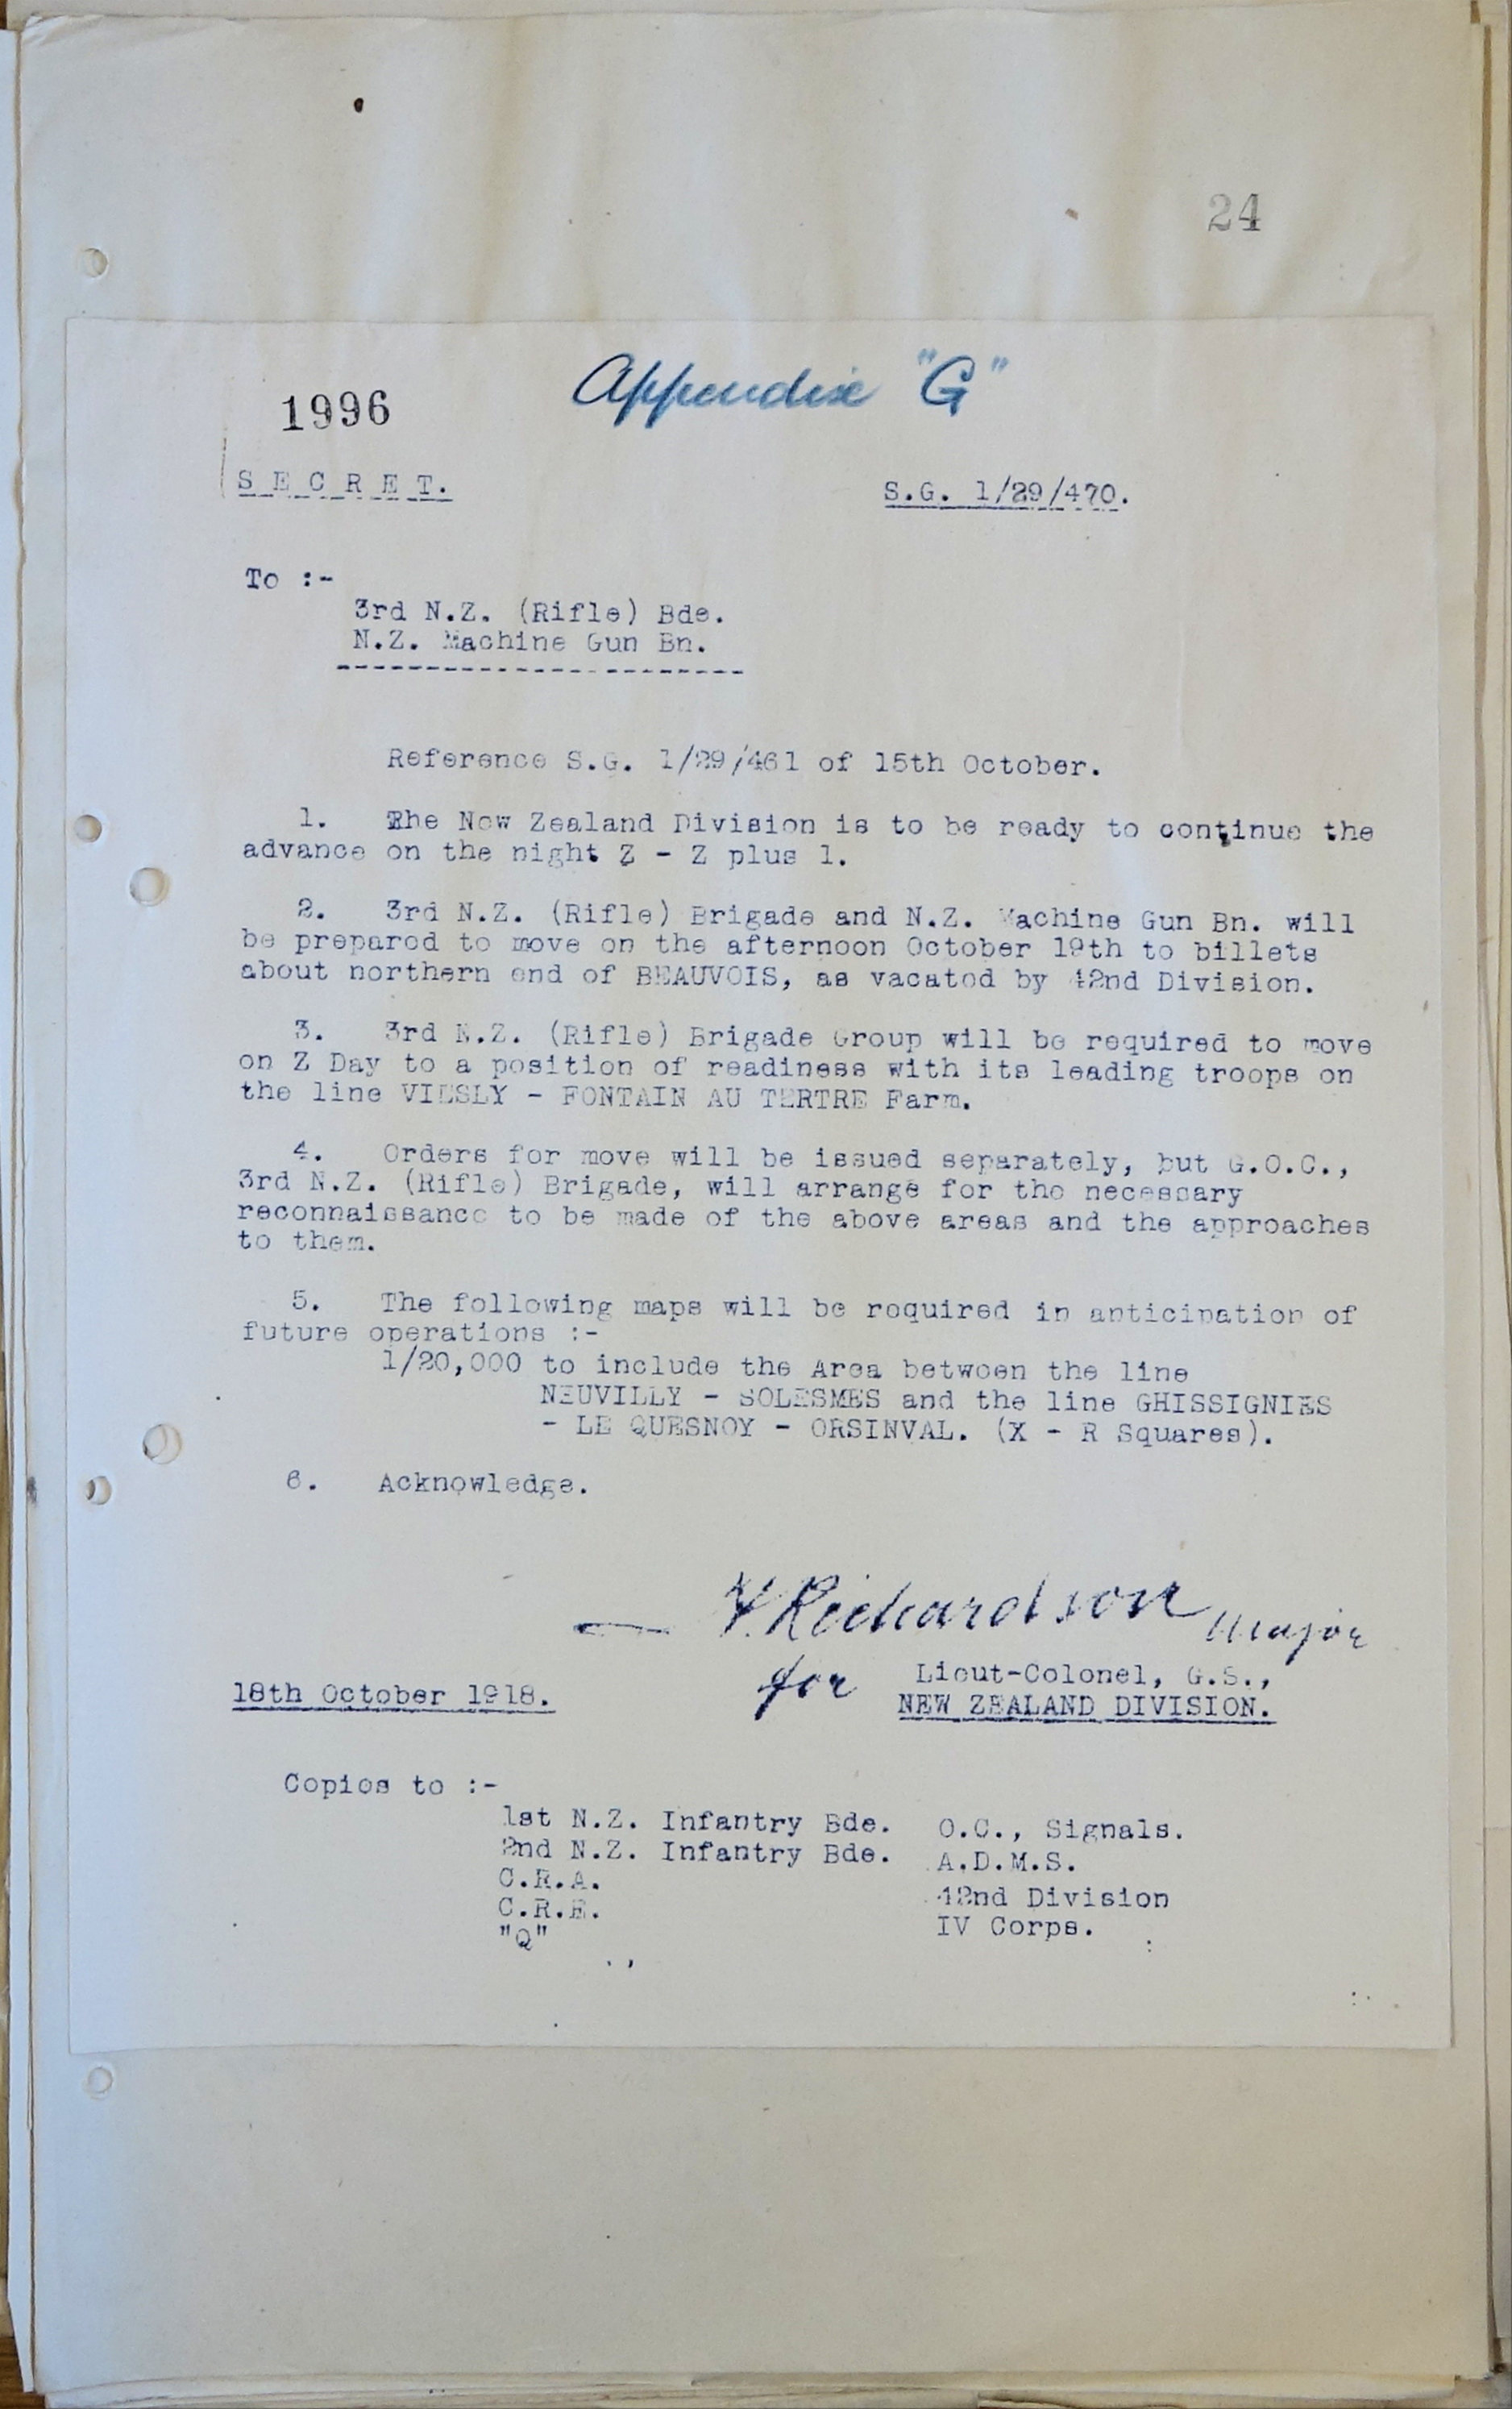 24
Appendix "G"
1996
S E C R E T.
S.G. 1/29/470.
To :-
3rd N.Z. (Rifle) Bde.
N.Z. Machine Gun Bn.
Reference S.G. 1/29/461 of 15th October.
1. The New Zealand Division is to be ready to continue the
advance on the night Z - Z plus 1.
2. 3rd N.Z. (Rifle) Brigade and N.Z. Machine Gun Bn. will
be prepared to move on the afternoon October 19th to billets
about northern end of BEAUVOIS, as vacated by 42nd Division.
3. 3rd N.Z. (Rifle) Brigade Group will be required to move
on Z Day to a position of readiness with its leading troops on
the line VIESLY - FONTAIN AU TERTRE Farm.
4. Orders for move will be issued separately, but G.O.C.,
3rd N.Z. (Rifle) Brigade, will arrange for the necessary
reconnaissance to be made of the above areas and the approaches
to them.
5. The following maps will be required in anticipation of
future operations :-
1/20,000 to include the Area between the line
NEUVILLY - SOLESMES and the line GHISSIGNIES
- LE QUESNOY - ORSINVAL. (X - R Squares).
6. Acknowledge.
Richardson Major
for Lieut-Colonel, G.S.,
18th October 1918.
NEW ZEALAND DIVISION.
Copies to :-
1st N.Z. Infantry Bde. O.C., Signals.
2nd N.Z. Infantry Bde. A.D.M.S.
C.R.A. 42nd Division
C.R.E. IV Corps.
"Q"